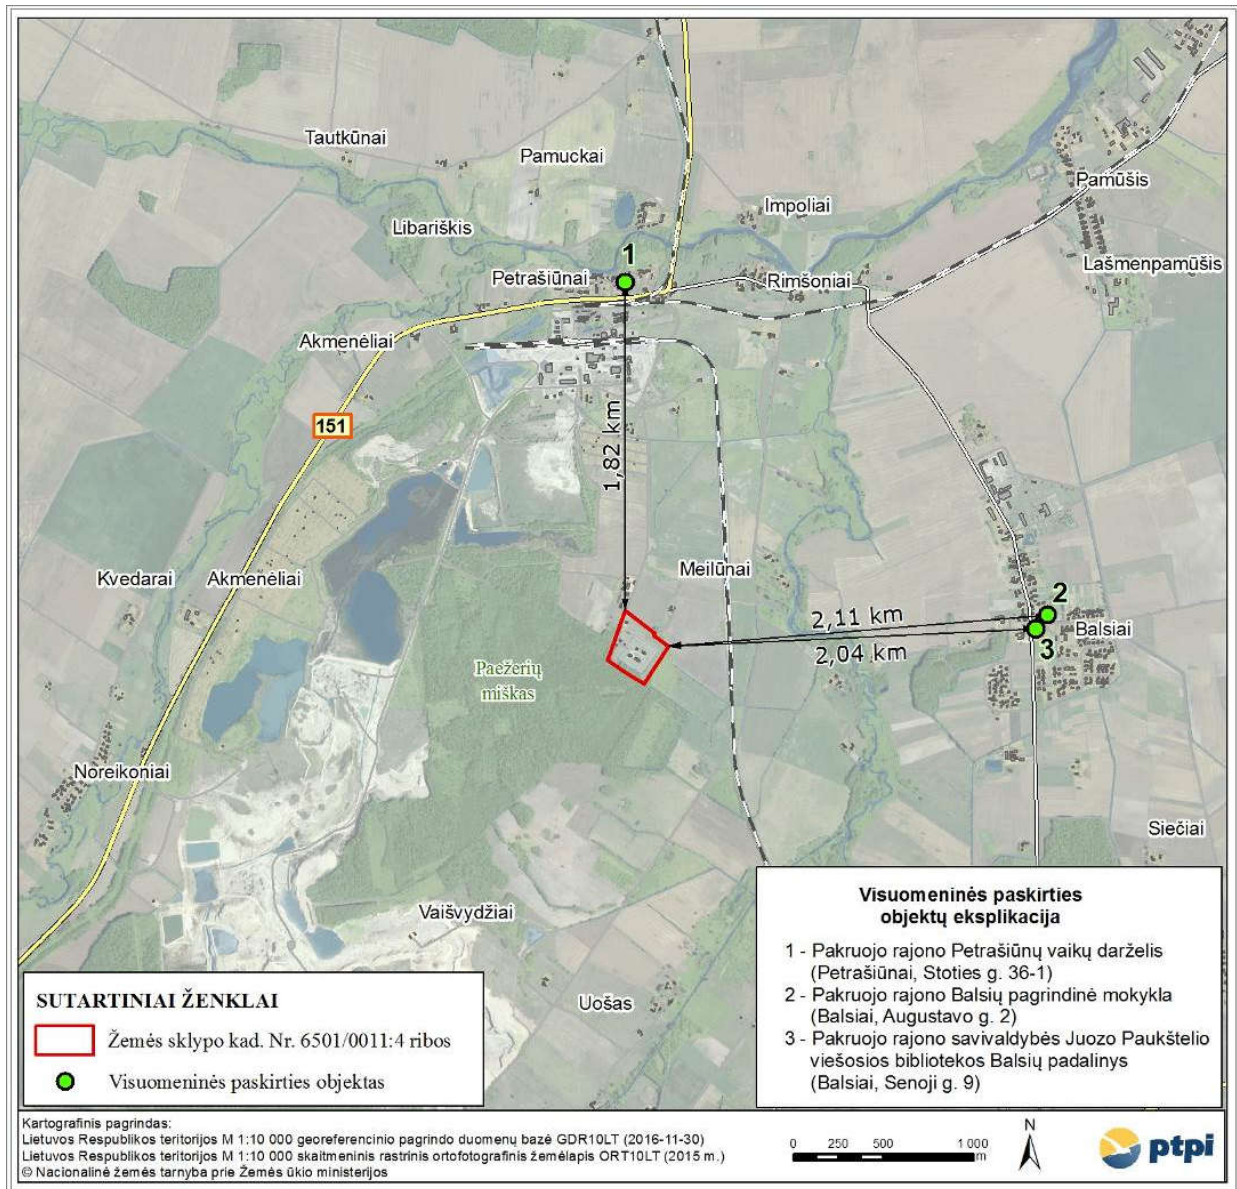 Tautkūnai
Pamuckai
Pamūšis
Impoliai
Libariškis
1
Lašmenpamūšis
Petrašiūnai
Rimšoniai
Akmenėliai
151
1,82 km
Meilūnai
Kvedarai
Akmenėliai
2
2,11 km
Balsiai
3
2,04 km
Paežerių
miškas
Noreikoniai
Siečiai
Vaišvydžiai
Uošas
Visuomeninės paskirties
objektų eksplikacija
1 - Pakruojo rajono Petrašiūnų vaikų darželis
(Petrašiūnai, Stoties g. 36-1)
2 - Pakruojo rajono Balsių pagrindinė mokykla
(Balsiai, Augustavo g. 2)
3 - Pakruojo rajono savivaldybės Juozo Paukštelio
viešosios bibliotekos Balsių padalinys
(Balsiai, Senoji g. 9)
SUTARTINIAI ŽENKLAI
Žemės sklypo kad. Nr. 6501/0011:4 ribos
Visuomeninės paskirties objektas
Kartografinis pagrindas:
Lietuvos Respublikos teritorijos M 1:10 000 georeferencinio pagrindo duomenų bazė GDR10LT (2016-11-30)
Lietuvos Respublikos teritorijos M 1:10 000 skaitmeninis rastrinis ortofotografinis žemėlapis ORT10LT (2015 m.)
© Nacionalinė žemės tarnyba prie Žemės ūkio ministerijos
0 250 500 1 000
m
N
ptpi